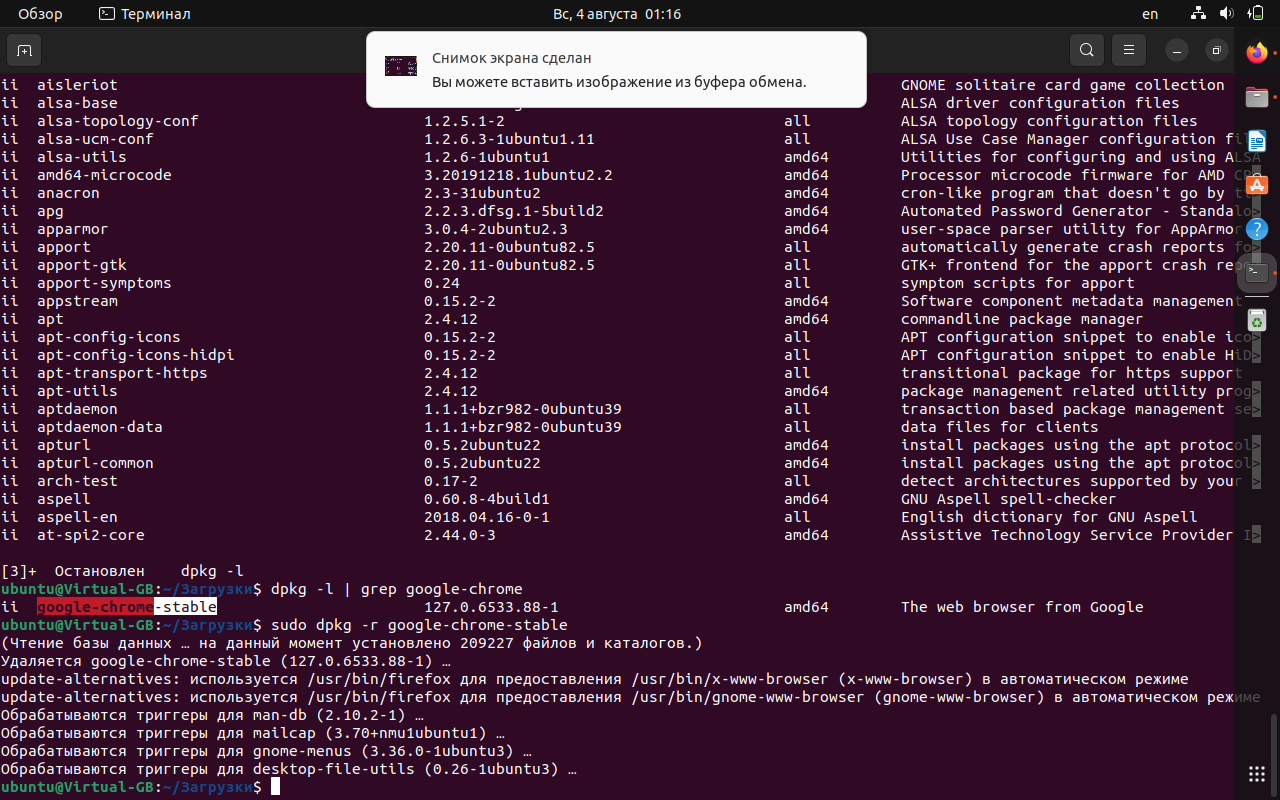 Обзор Терминал Вс, 4 августа 01:16 en
Снимок экрана сделан
Вы можете вставить изображение из буфера обмена.
ii aisleriot GNOME solitaire card game collection
ii alsa-base ALSA driver configuration files
ii alsa-topology-conf 1.2.5.1-2 all ALSA topology configuration files
ii alsa-ucm-conf 1.2.6.3-1ubuntu1.11 all ALSA Use Case Manager configuration fil>
ii alsa-utils 1.2.6-1ubuntu1 amd64 Utilities for configuring and using ALSA
ii amd64-microcode 3.20191218.1ubuntu2.2 amd64 Processor microcode firmware for AMD CP>
ii anacron 2.3-31ubuntu2 amd64 cron-like program that doesn't go by ti>
ii apg 2.2.3.dfsg.1-5build2 amd64 Automated Password Generator - Standalo>
ii apparmor 3.0.4-2ubuntu2.3 amd64 user-space parser utility for AppArmor
ii apport 2.20.11-0ubuntu82.5 all automatically generate crash reports fo>
ii apport-gtk 2.20.11-0ubuntu82.5 all GTK+ frontend for the apport crash repo>
ii apport-symptoms 0.24 all symptom scripts for apport
ii appstream 0.15.2-2 amd64 Software component metadata management
ii apt 2.4.12 amd64 commandline package manager
ii apt-config-icons 0.15.2-2 all APT configuration snippet to enable ico>
ii apt-config-icons-hidpi 0.15.2-2 all APT configuration snippet to enable HiD>
ii apt-transport-https 2.4.12 all transitional package for https support
ii apt-utils 2.4.12 amd64 package management related utility prog>
ii aptdaemon 1.1.1+bzr982-0ubuntu39 all transaction based package management se>
ii aptdaemon-data 1.1.1+bzr982-0ubuntu39 all data files for clients
ii apturl 0.5.2ubuntu22 amd64 install packages using the apt protocol>
ii apturl-common 0.5.2ubuntu22 amd64 install packages using the apt protocol>
ii arch-test 0.17-2 all detect architectures supported by your >
ii aspell 0.60.8-4build1 amd64 GNU Aspell spell-checker
ii aspell-en 2018.04.16-0-1 all English dictionary for GNU Aspell
ii at-spi2-core 2.44.0-3 amd64 Assistive Technology Service Provider I>
[3]+ Остановлен dpkg -l
ubuntu@Virtual-GB:~/Загрузки$ dpkg -l | grep google-chrome
ii google-chrome-stable 127.0.6533.88-1 amd64 The web browser from Google
ubuntu@Virtual-GB:~/Загрузки$ sudo dpkg -r google-chrome-stable
(Чтение базы данных … на данный момент установлено 209227 файлов и каталогов.)
Удаляется google-chrome-stable (127.0.6533.88-1) …
update-alternatives: используется /usr/bin/firefox для предоставления /usr/bin/x-www-browser (x-www-browser) в автоматическом режиме
update-alternatives: используется /usr/bin/firefox для предоставления /usr/bin/gnome-www-browser (gnome-www-browser) в автоматическом режиме
Обрабатываются триггеры для man-db (2.10.2-1) …
Обрабатываются триггеры для mailcap (3.70+nmu1ubuntu1) …
Обрабатываются триггеры для gnome-menus (3.36.0-1ubuntu3) …
Обрабатываются триггеры для desktop-file-utils (0.26-1ubuntu3) …
ubuntu@Virtual-GB:~/Загрузки$